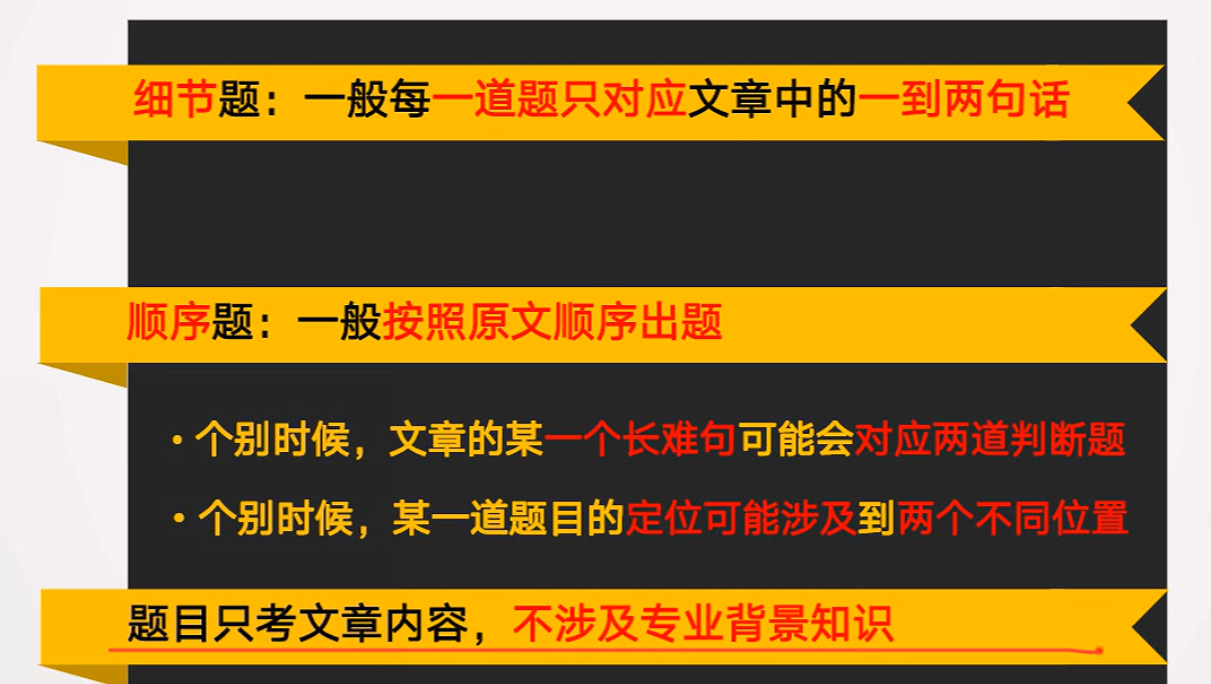 细节题：一般每一道题只对应文章中的一到两句话
顺序题：一般按照原文顺序出题
•个别时候，文章的某一个长难句可能会对应两道判断题
•个别时候，某一道题目的定位可能涉及到两个不同位置
题目只考文章内容，不涉及专业背景知识